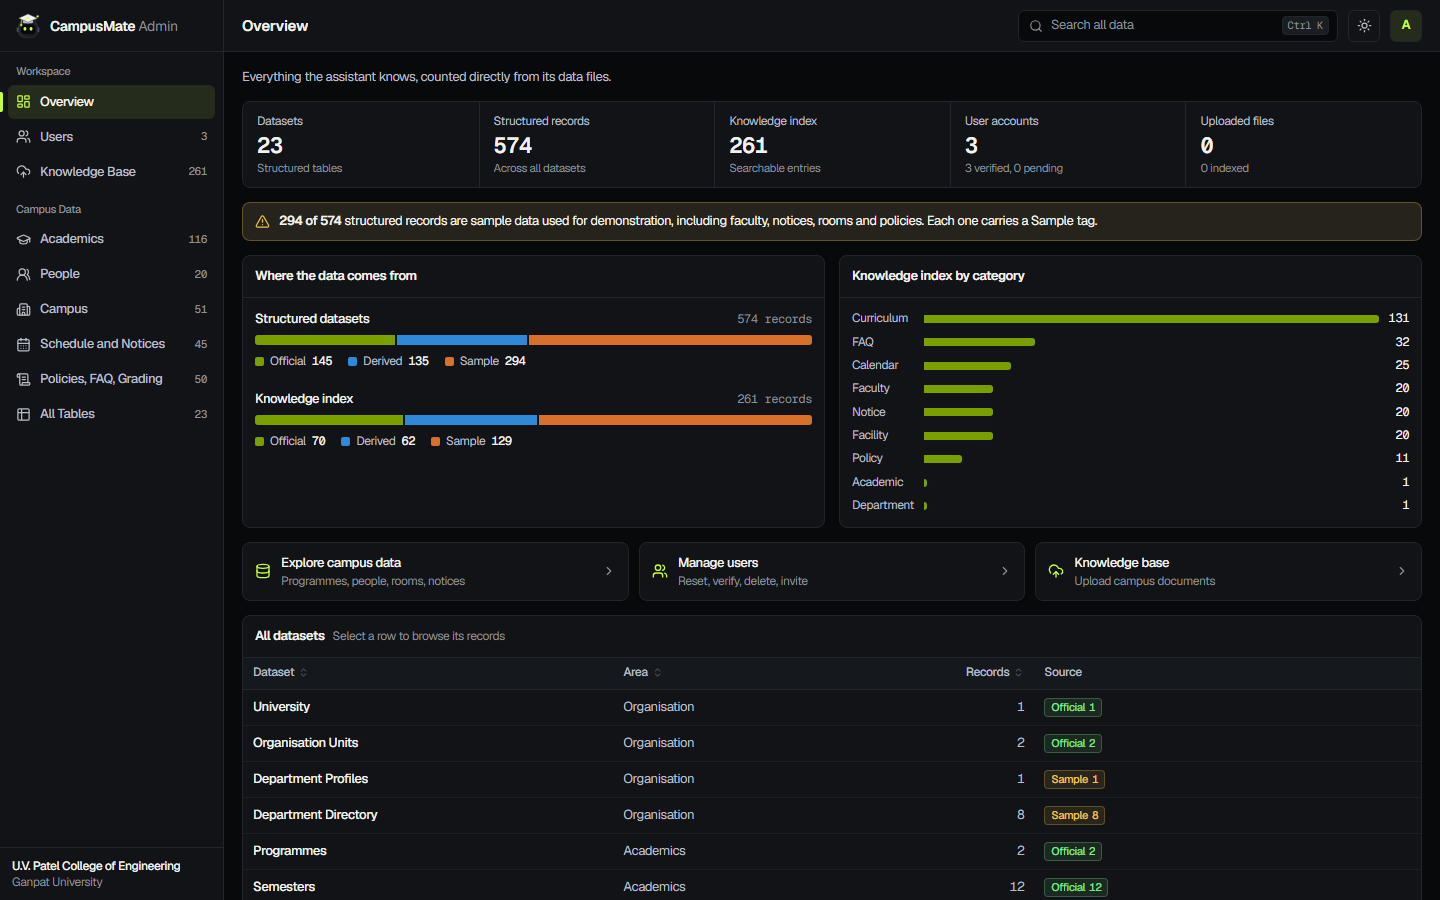 CampusMate Admin
Overview
Search all data
Ctrl K
A
Workspace
Overview
Users 3
Knowledge Base 261
Campus Data
Academics 116
People 20
Campus 51
Schedule and Notices 45
Policies, FAQ, Grading 50
All Tables 23
U.V. Patel College of Engineering
Ganpat University
Everything the assistant knows, counted directly from its data files.
Datasets
23
Structured tables
Structured records
574
Across all datasets
Knowledge index
261
Searchable entries
User accounts
3
3 verified, 0 pending
Uploaded files
0
0 indexed
294 of 574 structured records are sample data used for demonstration, including faculty, notices, rooms and policies. Each one carries a Sample tag.
Where the data comes from
Structured datasets 574 records
Official 145 Derived 135 Sample 294
Knowledge index 261 records
Official 70 Derived 62 Sample 129
Knowledge index by category
Curriculum 131
FAQ 32
Calendar 25
Faculty 20
Notice 20
Facility 20
Policy 11
Academic 1
Department 1
Explore campus data
Programmes, people, rooms, notices
Manage users
Reset, verify, delete, invite
Knowledge base
Upload campus documents
All datasets Select a row to browse its records
Dataset Area Records Source
University Organisation 1 Official 1
Organisation Units Organisation 2 Official 2
Department Profiles Organisation 1 Sample 1
Department Directory Organisation 8 Sample 8
Programmes Academics 2 Official 2
Semesters Academics 12 Official 12